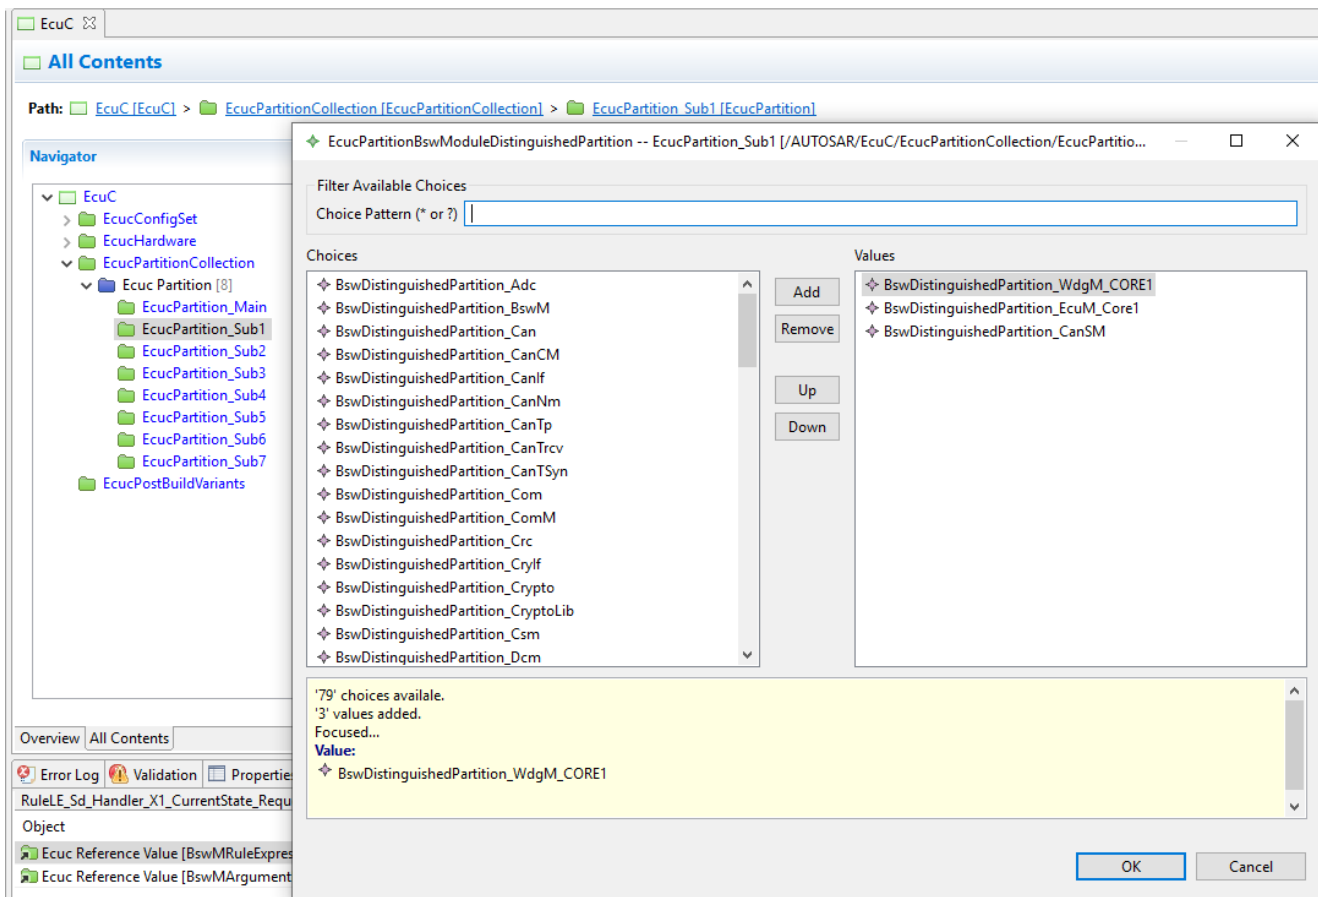 EcuC
All Contents
Path: EcuC [EcuC] > EcucPartitionCollection [EcucPartitionCollection] > EcucPartition_Sub1 [EcucPartition]
Navigator
EcuC
EcucConfigSet
EcucHardware
EcucPartitionCollection
Ecuc Partition [8]
EcucPartition_Main
EcucPartition_Sub1
EcucPartition_Sub2
EcucPartition_Sub3
EcucPartition_Sub4
EcucPartition_Sub5
EcucPartition_Sub6
EcucPartition_Sub7
EcucPostBuildVariants
Overview All Contents
Error Log Validation Propertie
RuleLE_Sd_Handler_X1_CurrentState_Requ
Object
Ecuc Reference Value [BswMRuleExpres
Ecuc Reference Value [BswMArgument
EcucPartitionBswModuleDistinguishedPartition -- EcucPartition_Sub1 [/AUTOSAR/EcuC/EcucPartitionCollection/EcucPartitio...
Filter Available Choices
Choice Pattern (* or ?)
Choices
BswDistinguishedPartition_Adc
BswDistinguishedPartition_BswM
BswDistinguishedPartition_Can
BswDistinguishedPartition_CanCM
BswDistinguishedPartition_CanIf
BswDistinguishedPartition_CanNm
BswDistinguishedPartition_CanTp
BswDistinguishedPartition_CanTrcv
BswDistinguishedPartition_CanTSyn
BswDistinguishedPartition_Com
BswDistinguishedPartition_ComM
BswDistinguishedPartition_Crc
BswDistinguishedPartition_CryIf
BswDistinguishedPartition_Crypto
BswDistinguishedPartition_CryptoLib
BswDistinguishedPartition_Csm
BswDistinguishedPartition_Dcm
Add
Remove
Up
Down
Values
BswDistinguishedPartition_WdgM_CORE1
BswDistinguishedPartition_EcuM_Core1
BswDistinguishedPartition_CanSM
'79' choices availale.
'3' values added.
Focused...
Value:
BswDistinguishedPartition_WdgM_CORE1
OK Cancel